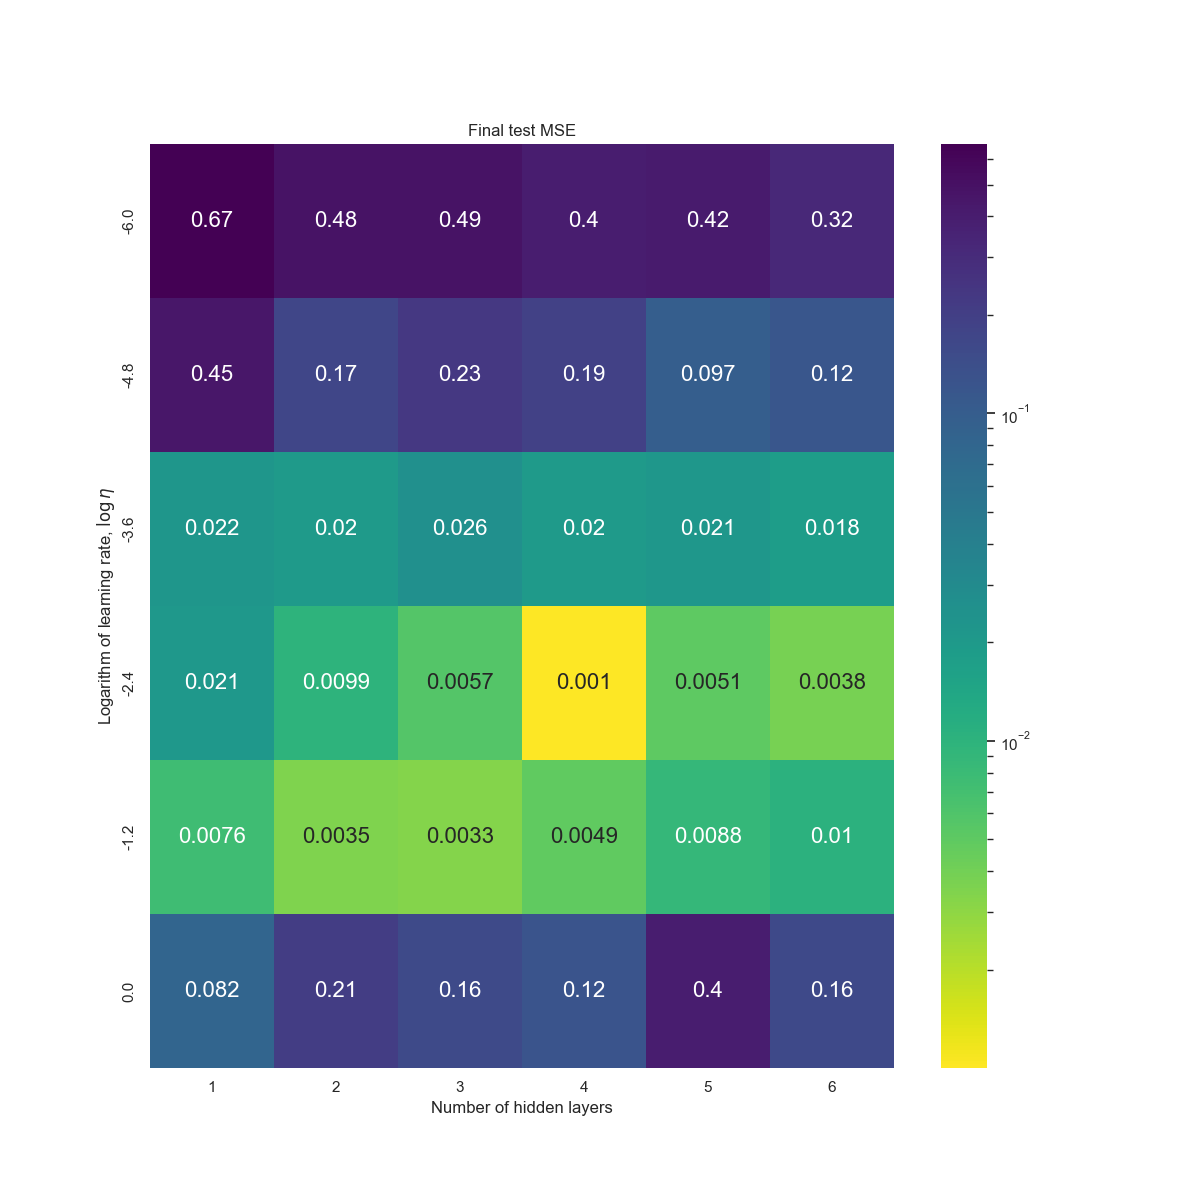 Final test MSE
-6.0 0.67 0.48 0.49 0.4 0.42 0.32
-4.8 0.45 0.17 0.23 0.19 0.097 0.12
-3.6 0.022 0.02 0.026 0.02 0.021 0.018
-2.4 0.021 0.0099 0.0057 0.001 0.0051 0.0038
-1.2 0.0076 0.0035 0.0033 0.0049 0.0088 0.01
0.0 0.082 0.21 0.16 0.12 0.4 0.16
1 2 3 4 5 6
Number of hidden layers
Logarithm of learning rate, log η
10⁻¹
10⁻²